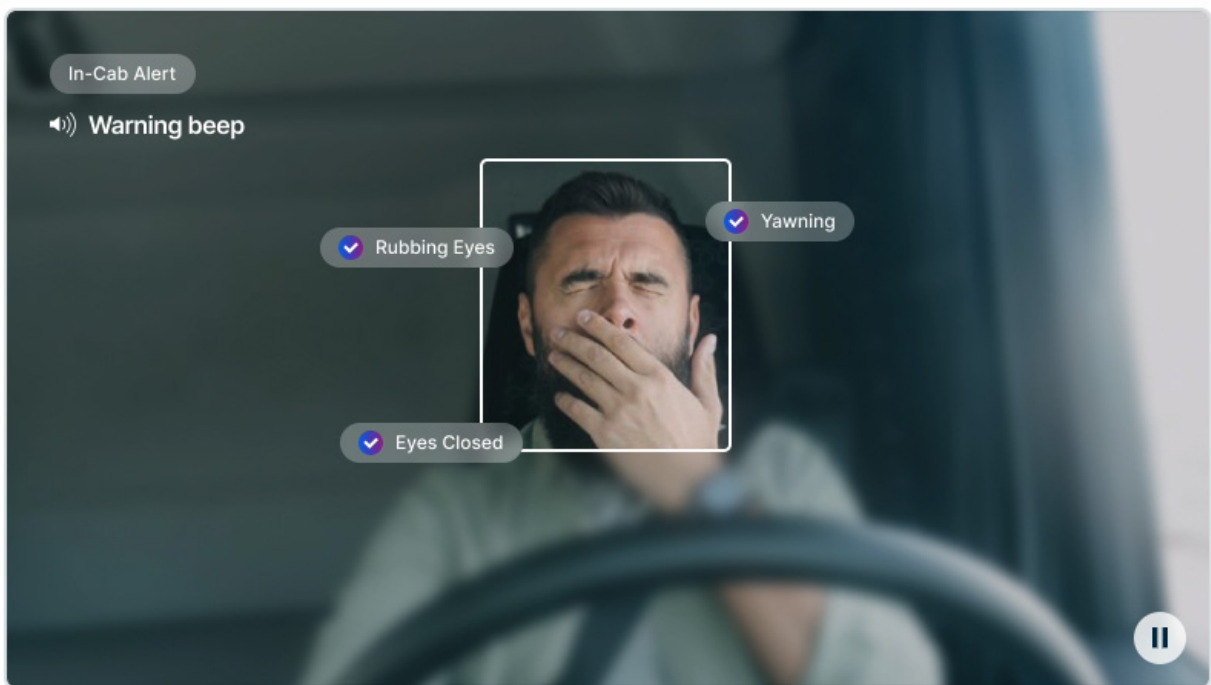 In-Cab Alert
Warning beep
Yawning
Rubbing Eyes
Eyes Closed